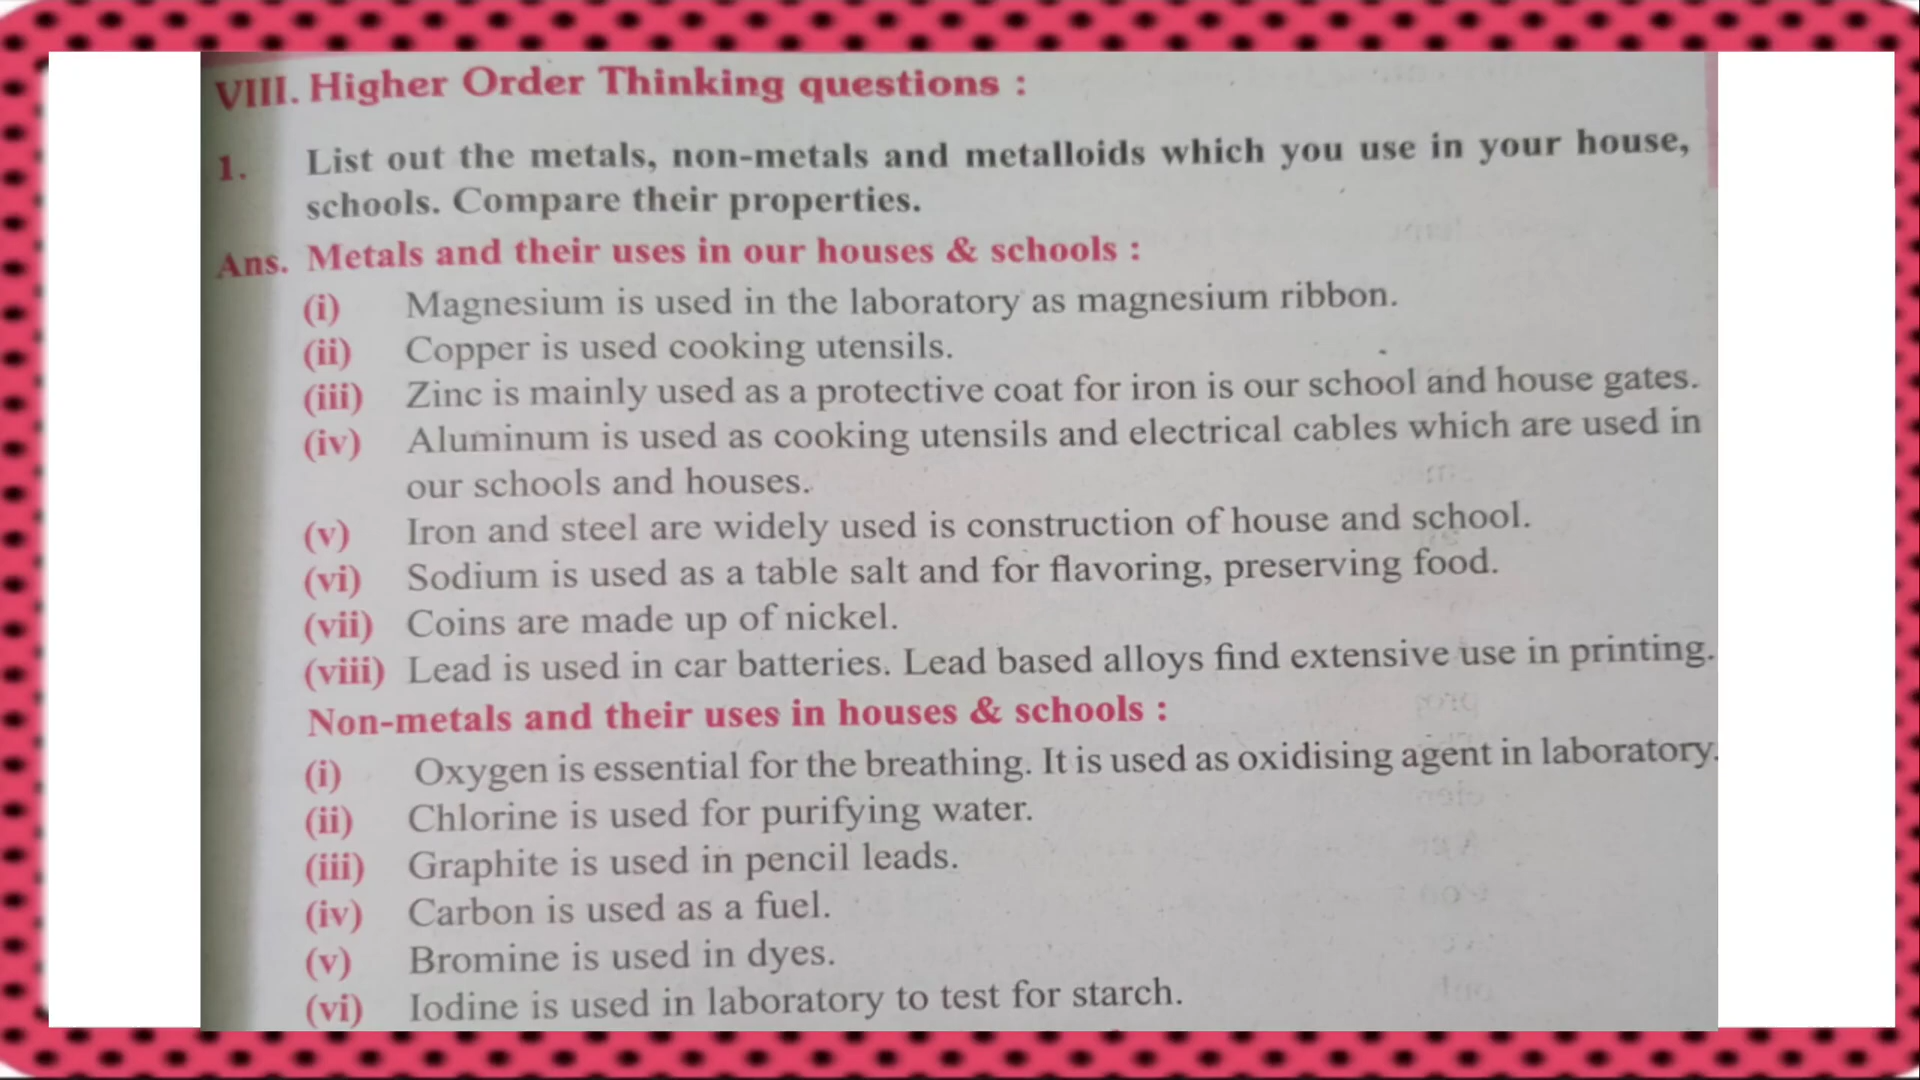 VIII. Higher Order Thinking questions :
1. List out the metals, non-metals and metalloids which you use in your house,
schools. Compare their properties.
Ans. Metals and their uses in our houses & schools :
(i) Magnesium is used in the laboratory as magnesium ribbon.
(ii) Copper is used cooking utensils.
(iii) Zinc is mainly used as a protective coat for iron is our school and house gates.
(iv) Aluminum is used as cooking utensils and electrical cables which are used in
our schools and houses.
(v) Iron and steel are widely used is construction of house and school.
(vi) Sodium is used as a table salt and for flavoring, preserving food.
(vii) Coins are made up of nickel.
(viii) Lead is used in car batteries. Lead based alloys find extensive use in printing.
Non-metals and their uses in houses & schools :
(i) Oxygen is essential for the breathing. It is used as oxidising agent in laboratory.
(ii) Chlorine is used for purifying water.
(iii) Graphite is used in pencil leads.
(iv) Carbon is used as a fuel.
(v) Bromine is used in dyes.
(vi) Iodine is used in laboratory to test for starch.